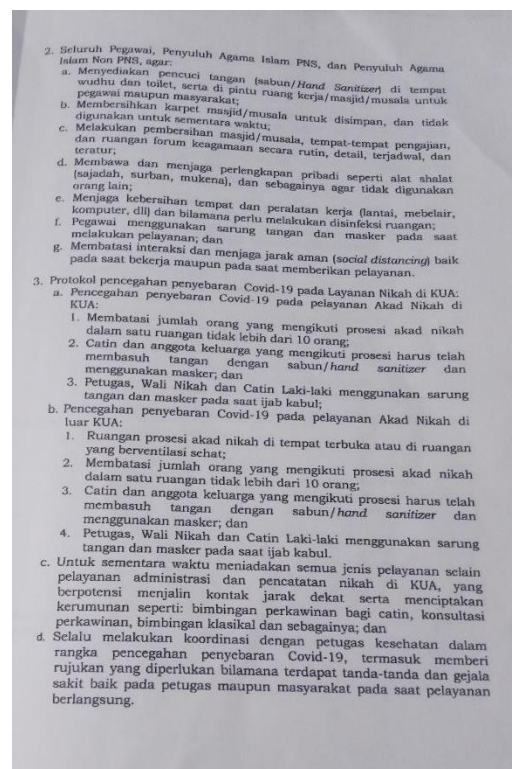 2. Seluruh Pegawai, Penyuluh Agama Islam PNS, dan Penyuluh Agama
Islam Non PNS, agar:
a. Menyediakan pencuci tangan (sabun/Hand Sanitizer) di tempat
wudhu dan toilet, serta di pintu ruang kerja/masjid/musala untuk
pegawai maupun masyarakat;
b. Membersihkan karpet masjid/musala untuk disimpan, dan tidak
digunakan untuk sementara waktu;
c. Melakukan pembersihan masjid/musala, tempat-tempat pengajian,
dan ruangan forum keagamaan secara rutin, detail, terjadwal, dan
teratur;
d. Membawa dan menjaga perlengkapan pribadi seperti alat shalat
(sajadah, surban, mukena), dan sebagainya agar tidak digunakan
orang lain;
e. Menjaga kebersihan tempat dan peralatan kerja (lantai, mebelair,
komputer, dll) dan bilamana perlu melakukan disinfeksi ruangan;
f. Pegawai menggunakan sarung tangan dan masker pada saat
melakukan pelayanan; dan
g. Membatasi interaksi dan menjaga jarak aman (social distancing) baik
pada saat bekerja maupun pada saat memberikan pelayanan.
3. Protokol pencegahan penyebaran Covid-19 pada Layanan Nikah di KUA:
a. Pencegahan penyebaran Covid-19 pada pelayanan Akad Nikah di
KUA:
1. Membatasi jumlah orang yang mengikuti prosesi akad nikah
dalam satu ruangan tidak lebih dari 10 orang;
2. Catin dan anggota keluarga yang mengikuti prosesi harus telah
membasuh tangan dengan sabun/hand sanitizer dan
menggunakan masker; dan
3. Petugas, Wali Nikah dan Catin Laki-laki menggunakan sarung
tangan dan masker pada saat ijab kabul;
b. Pencegahan penyebaran Covid-19 pada pelayanan Akad Nikah di
luar KUA:
1. Ruangan prosesi akad nikah di tempat terbuka atau di ruangan
yang berventilasi sehat;
2. Membatasi jumlah orang yang mengikuti prosesi akad nikah
dalam satu ruangan tidak lebih dari 10 orang;
3. Catin dan anggota keluarga yang mengikuti prosesi harus telah
membasuh tangan dengan sabun/hand sanitizer dan
menggunakan masker; dan
4. Petugas, Wali Nikah dan Catin Laki-laki menggunakan sarung
tangan dan masker pada saat ijab kabul.
c. Untuk sementara waktu meniadakan semua jenis pelayanan selain
pelayanan administrasi dan pencatatan nikah di KUA, yang
berpotensi menjalin kontak jarak dekat serta menciptakan
kerumunan seperti: bimbingan perkawinan bagi catin, konsultasi
perkawinan, bimbingan klasikal dan sebagainya; dan
d. Selalu melakukan koordinasi dengan petugas kesehatan dalam
rangka pencegahan penyebaran Covid-19, termasuk memberi
rujukan yang diperlukan bilamana terdapat tanda-tanda dan gejala
sakit baik pada petugas maupun masyarakat pada saat pelayanan
berlangsung.